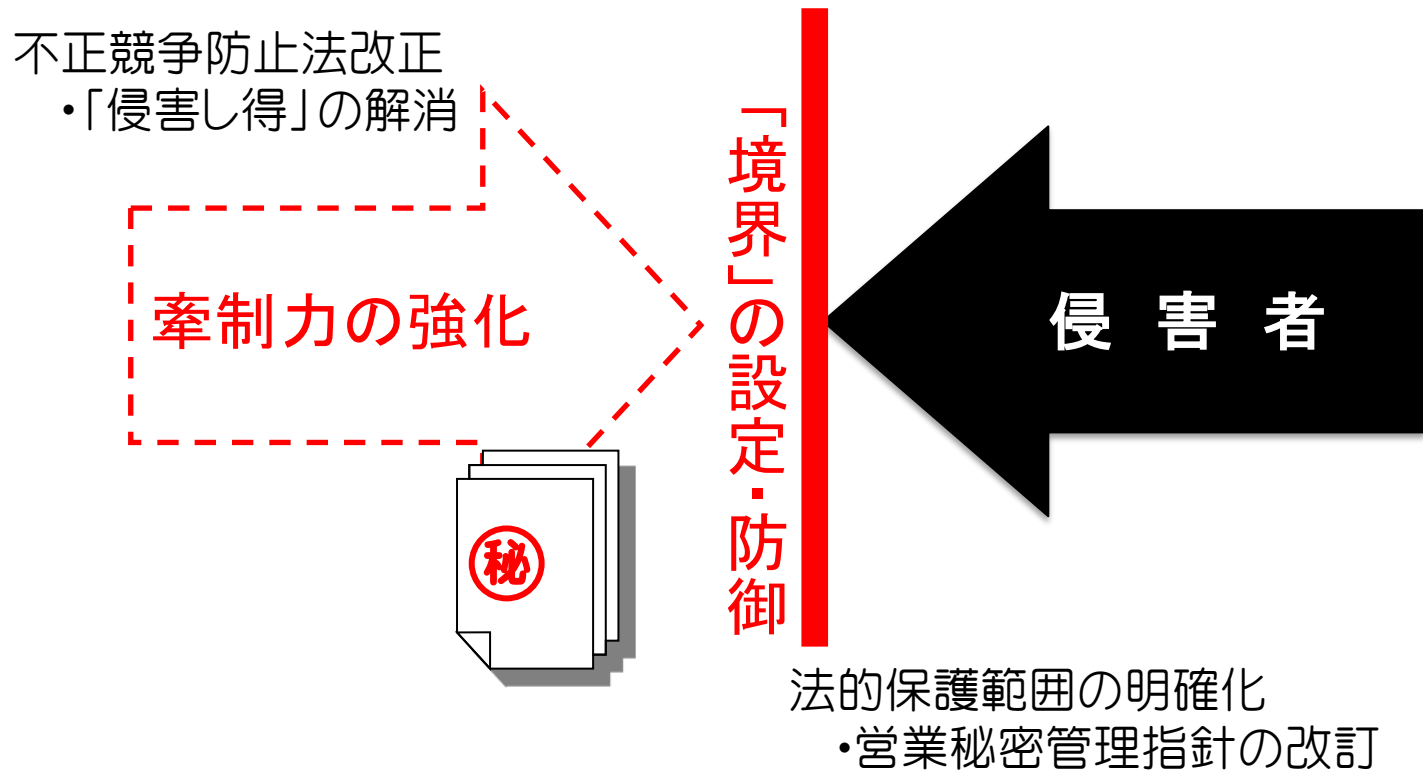 不正競争防止法改正
・「侵害し得」の解消
牽制力の強化
㊙
「境界」の設定・防御
侵害者
法的保護範囲の明確化
・営業秘密管理指針の改訂